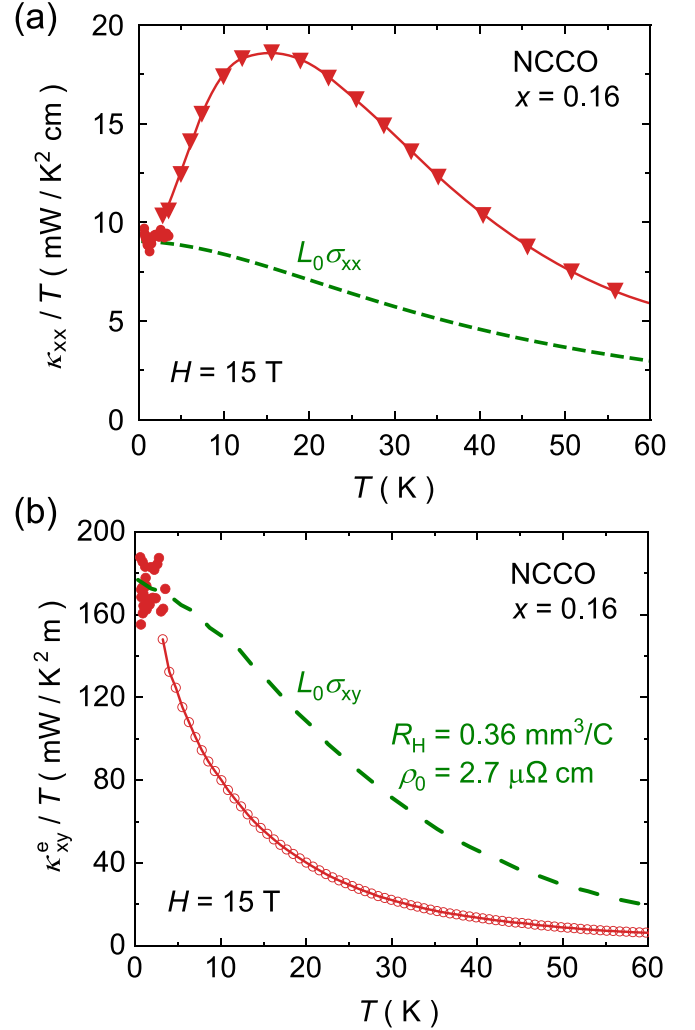 (a)
20
15
10
5
0
κxx / T ( mW / K² cm )
NCCO
x = 0.16
L₀σxx
H = 15 T
0 10 20 30 40 50 60
T ( K )
(b)
200
160
120
80
40
0
κᵉxy / T ( mW / K² m )
NCCO
x = 0.16
L₀σxy
R_H = 0.36 mm³/C
ρ₀ = 2.7 μΩ cm
H = 15 T
0 10 20 30 40 50 60
T ( K )